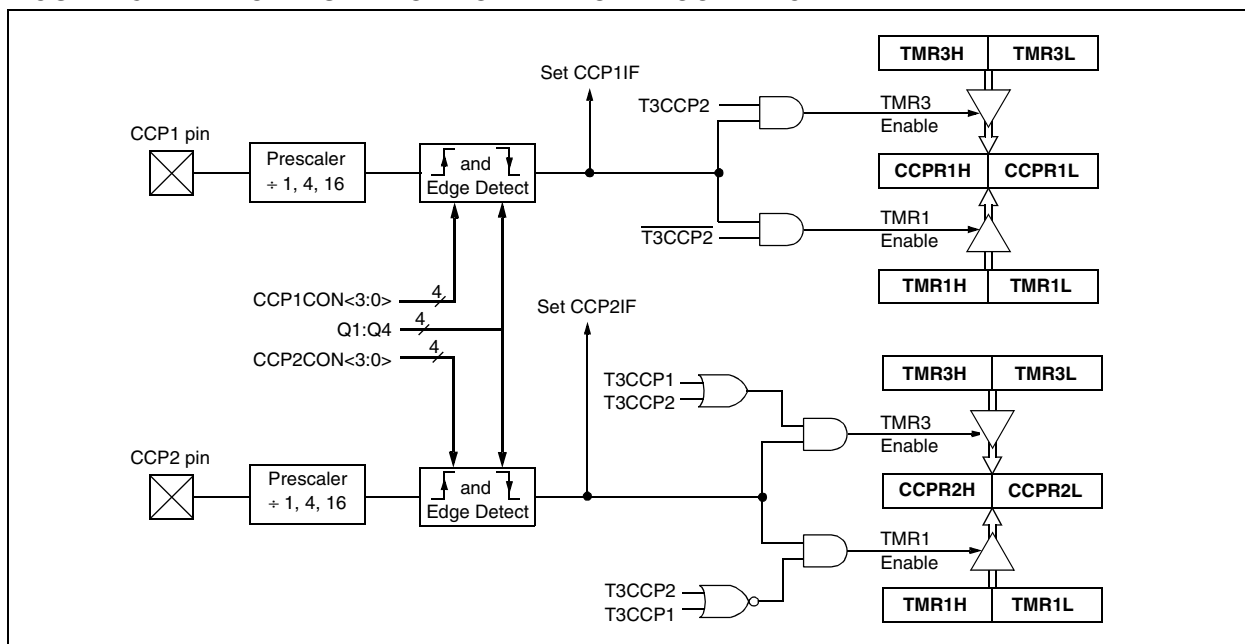 TMR3H TMR3L
Set CCP1IF
T3CCP2
TMR3
Enable
CCP1 pin
Prescaler
÷ 1, 4, 16
and
Edge Detect
CCPR1H CCPR1L
TMR1
Enable
T3CCP2
TMR1H TMR1L
CCP1CON<3:0> 4
Q1:Q4 4
CCP2CON<3:0> 4
Set CCP2IF
TMR3H TMR3L
T3CCP1
T3CCP2
TMR3
Enable
CCP2 pin
Prescaler
÷ 1, 4, 16
and
Edge Detect
CCPR2H CCPR2L
TMR1
Enable
T3CCP2
T3CCP1
TMR1H TMR1L